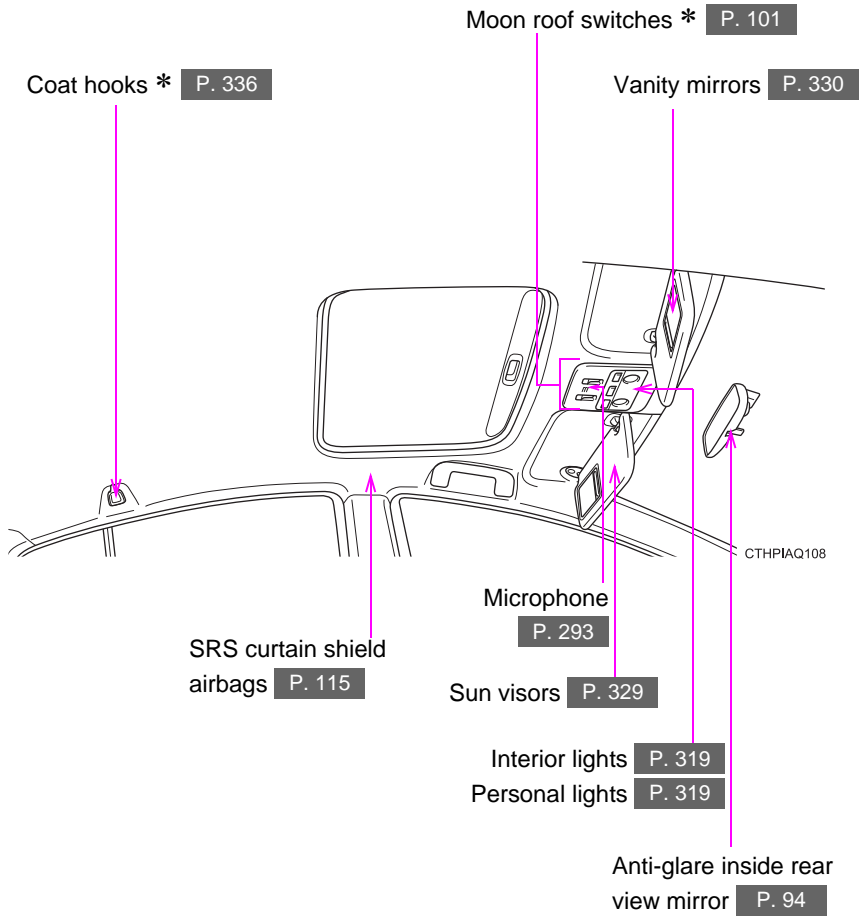 Moon roof switches * P. 101
Coat hooks * P. 336
Vanity mirrors P. 330
CTHPIAQ108
Microphone
P. 293
SRS curtain shield
airbags P. 115
Sun visors P. 329
Interior lights P. 319
Personal lights P. 319
Anti-glare inside rear
view mirror P. 94